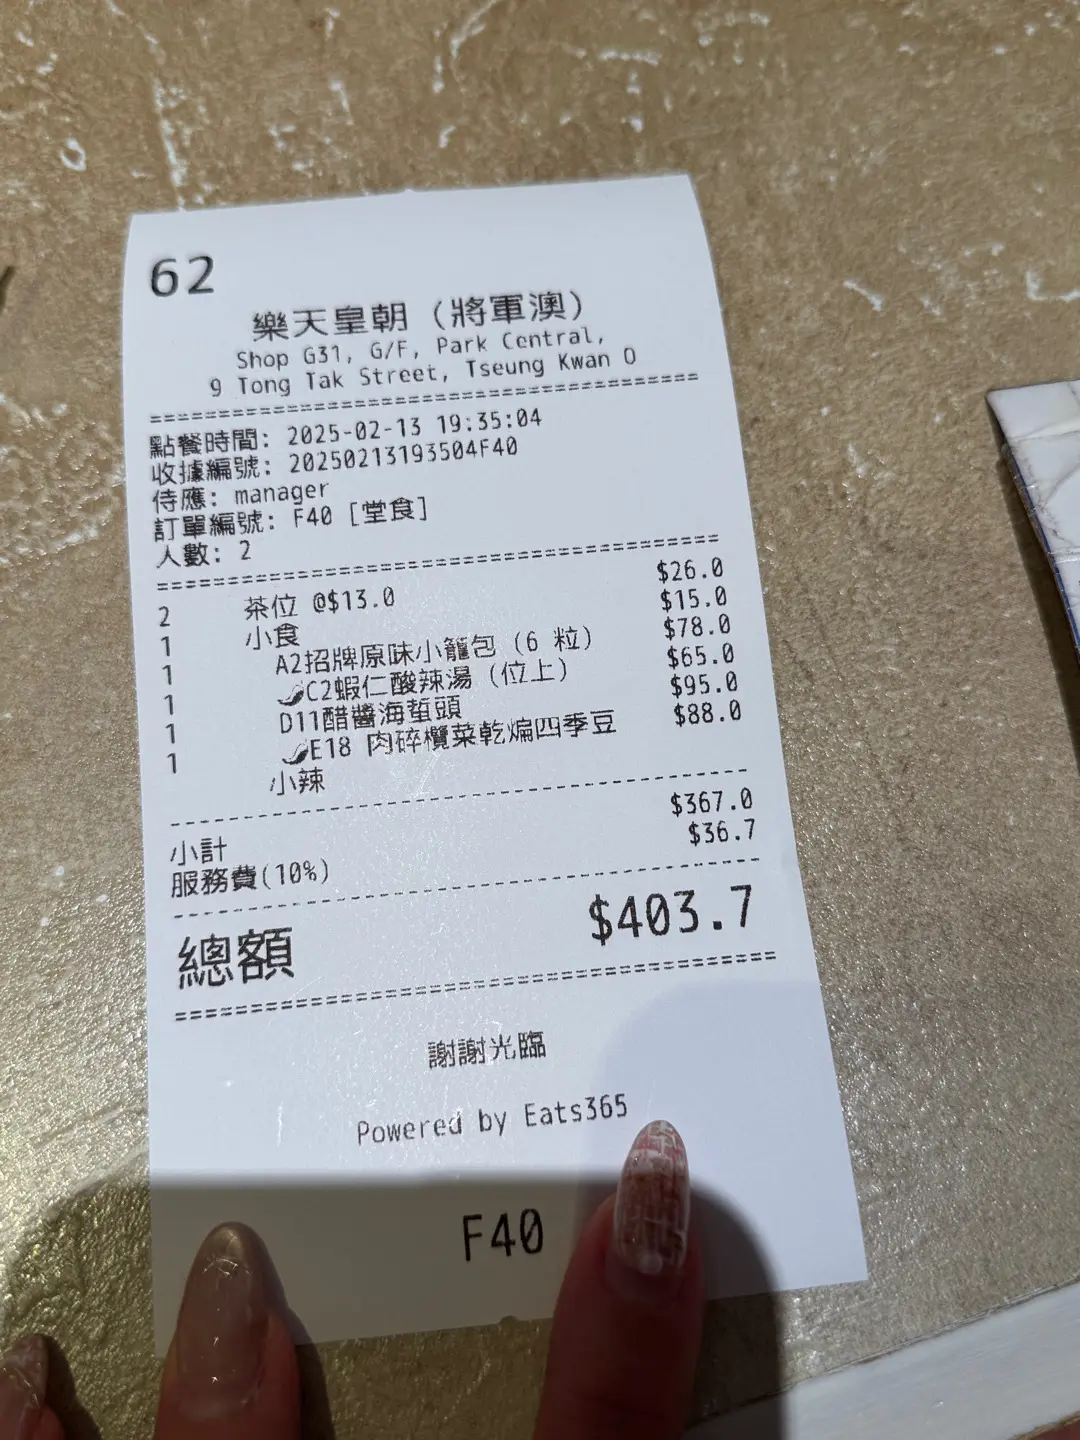 62
樂天皇朝 (將軍澳)
Shop G31, G/F, Park Central,
9 Tong Tak Street, Tseung Kwan O
================================================
點餐時間: 2025-02-13 19:35:04
收據編號: 20250213193504F40
侍應: manager
訂單編號: F40 [堂食]
人數: 2
================================================
2 茶位 @$13.0 $26.0
1 小食 $15.0
1 A2招牌原味小籠包 (6 粒) $78.0
1 🌶C2蝦仁酸辣湯 (位上) $65.0
1 D11醋醬海蜇頭 $95.0
1 🌶E18 肉碎欖菜乾煸四季豆 $88.0
小辣
------------------------------------------------
小計 $367.0
服務費(10%) $36.7
------------------------------------------------
總額 $403.7
================================================
謝謝光臨
Powered by Eats365
F40